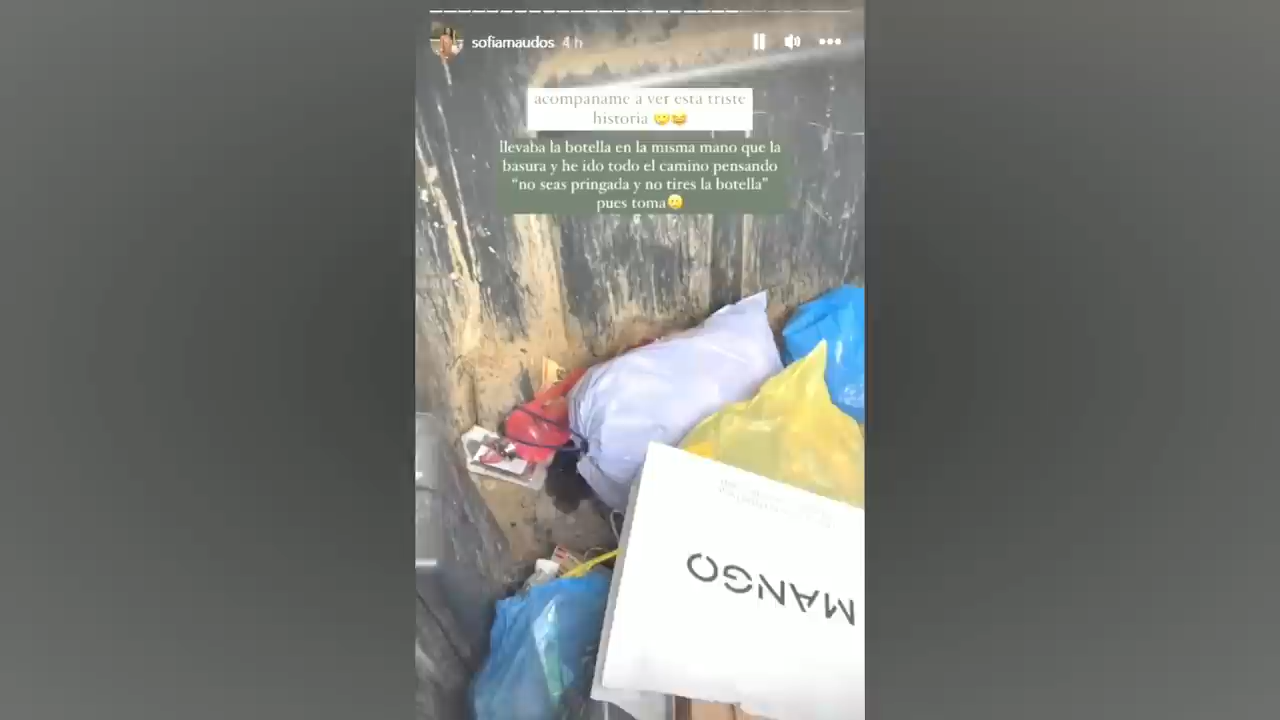 sofiamaudos 4 h
acompáñame a ver esta triste
historia 🥲😂
llevaba la botella en la misma mano que la
basura y he ido todo el camino pensando
"no seas pringada y no tires la botella"
pues toma🥲
MANGO